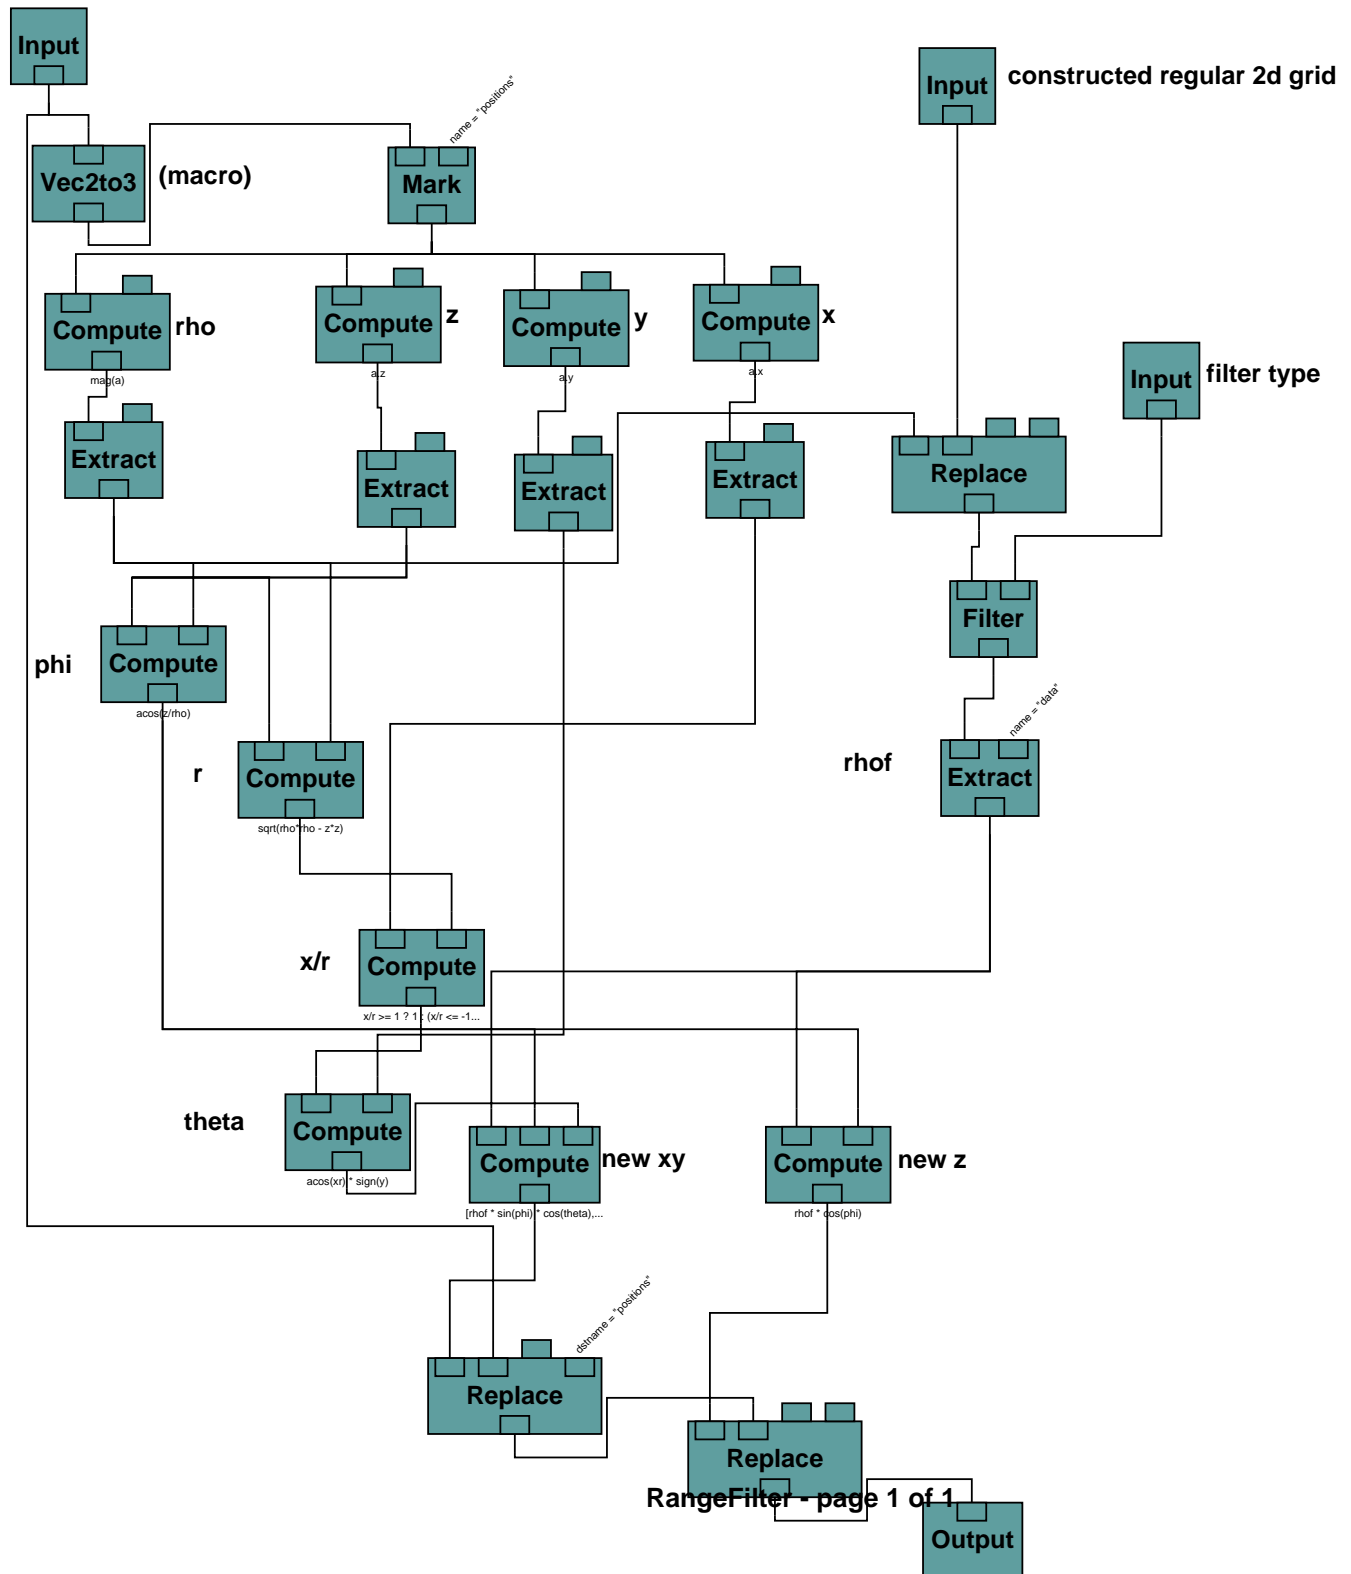 Input
Input
constructed regular 2d grid
name = "positions"
Vec2to3
(macro)
Mark
Compute
rho
mag(a)
Compute
z
a.z
Compute
y
a.y
Compute
x
a.x
Input
filter type
Extract
Extract
Extract
Extract
Replace
Filter
phi
Compute
acos(z/rho)
name = "data"
r
Compute
sqrt(rho*rho - z*z)
rhof
Extract
x/r
Compute
x/r >= 1 ? 1 : (x/r <= -1...
theta
Compute
acos(xr) * sign(y)
Compute
new xy
[rhof * sin(phi) * cos(theta),...
Compute
new z
rhof * cos(phi)
dstname = "positions"
Replace
Replace
RangeFilter - page 1 of 1
Output